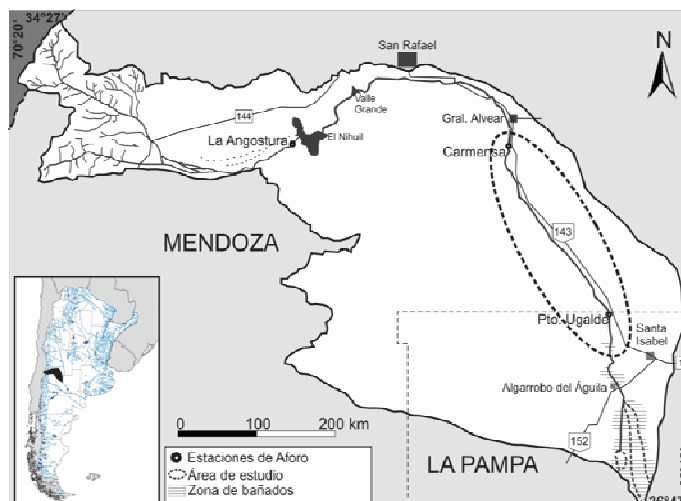 34°27'
70°20'
San Rafael
N
144
Valle
Grande
Gral. Alvear
La Angostura
El Nihuil
Carmensa
MENDOZA
143
Pto. Ugalde
Santa
Isabel
Algarrobo del Águila
0 100 200 km
152
Estaciones de Aforo
Área de estudio
Zona de bañados
LA PAMPA